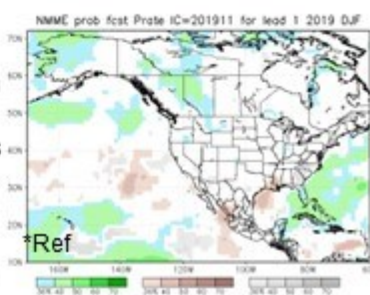 NMME prob fcst Prate IC=201911 for lead 1 2019 DJF
70N
60N
50N
40N
30N
20N
10N
*Ref
160W 140W 120W 100W 80W